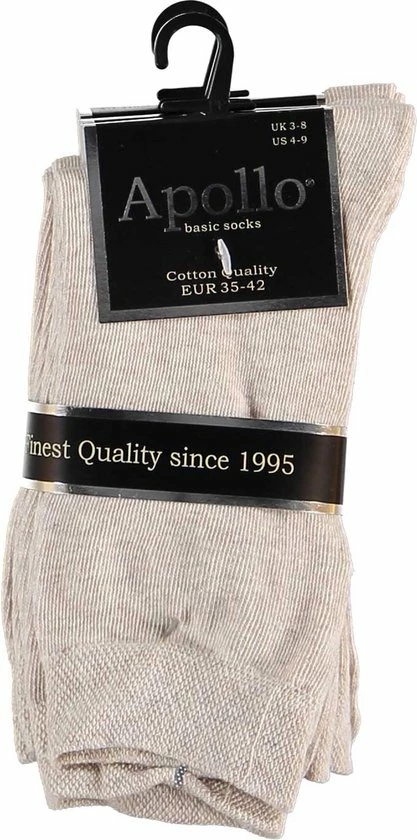 UK 3-8
US 4-9
Apollo®
basic socks
Cotton Quality
EUR 35-42
Finest Quality since 1995